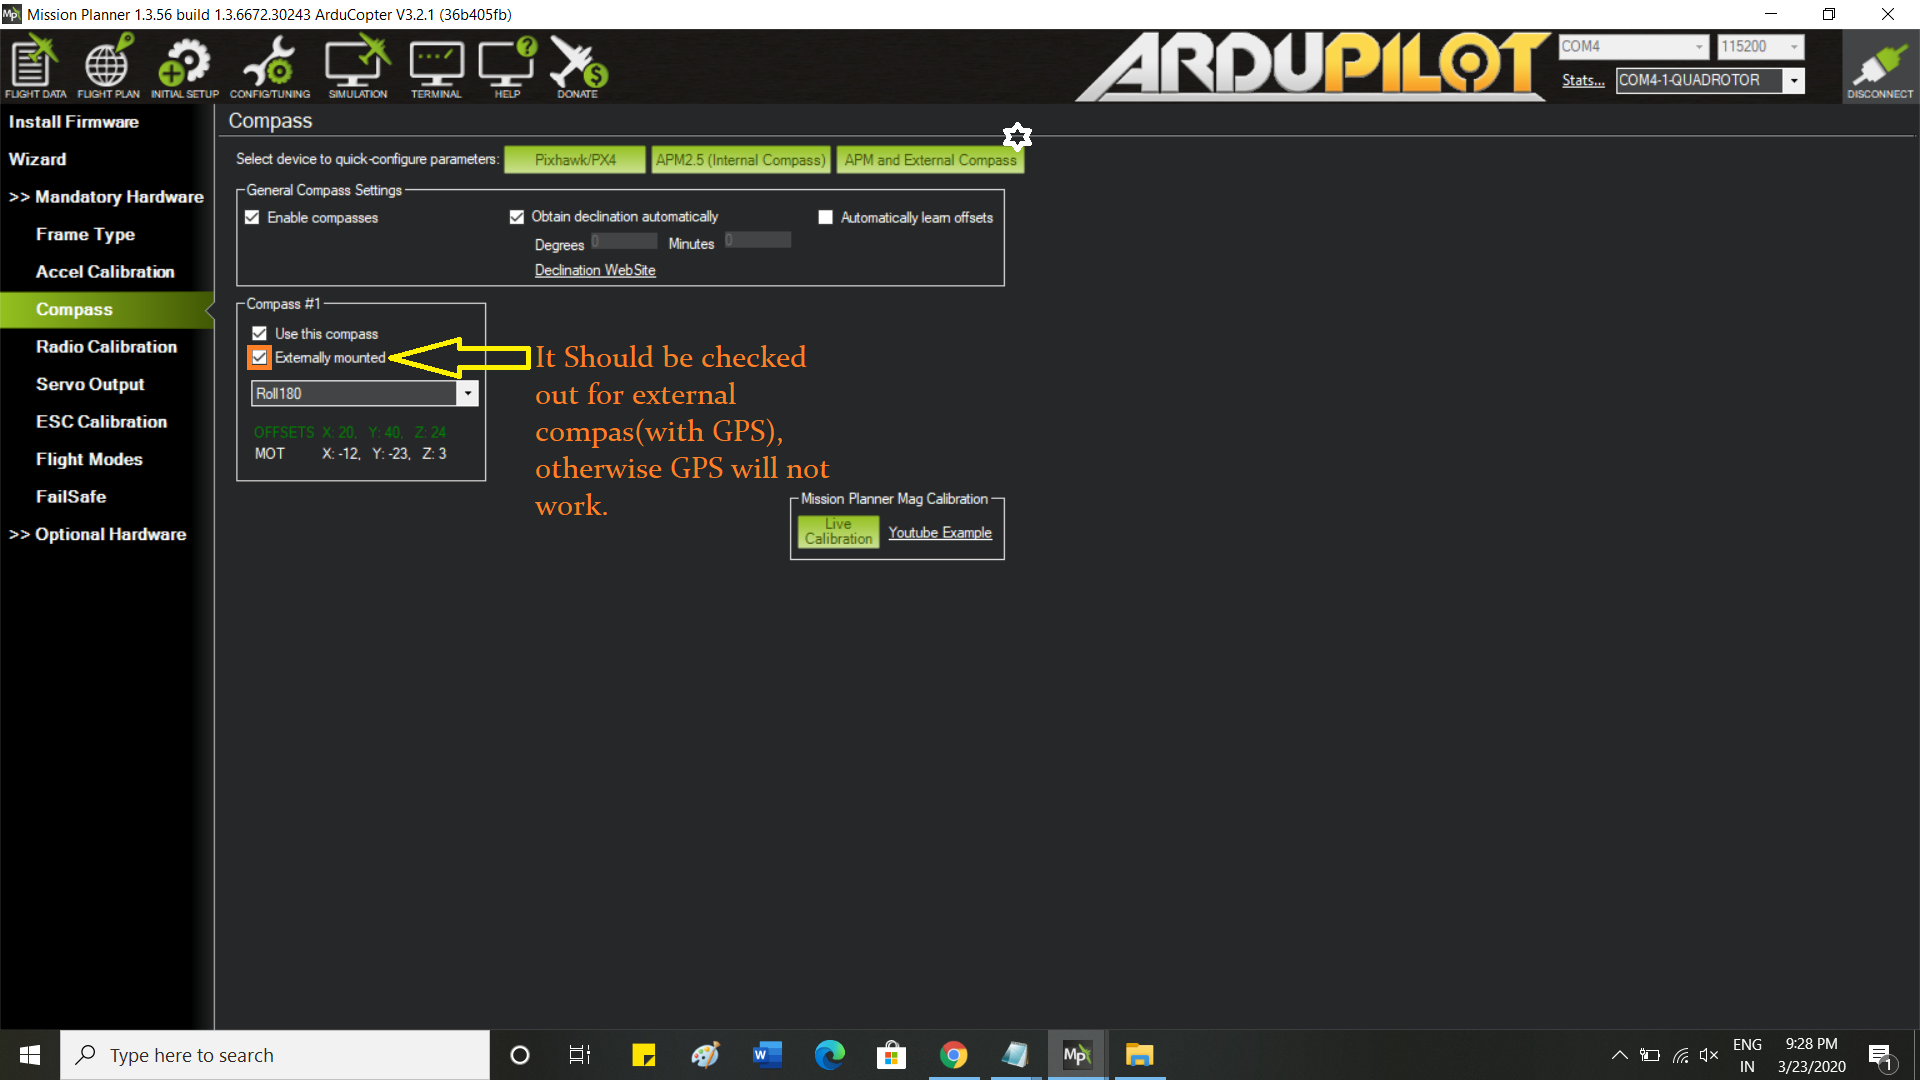 Mission Planner 1.3.56 build 1.3.6672.30243 ArduCopter V3.2.1 (36b405fb)
FLIGHT DATA FLIGHT PLAN INITIAL SETUP CONFIG/TUNING SIMULATION TERMINAL HELP DONATE
ARDUPILOT
COM4 115200
Stats... COM4-1-QUADROTOR
DISCONNECT
Install Firmware
Wizard
>> Mandatory Hardware
Frame Type
Accel Calibration
Compass
Radio Calibration
Servo Output
ESC Calibration
Flight Modes
FailSafe
>> Optional Hardware
Compass
Select device to quick-configure parameters: Pixhawk/PX4 APM2.5 (Internal Compass) APM and External Compass
General Compass Settings
Enable compasses Obtain declination automatically Automatically learn offsets
Degrees 0 Minutes 0
Declination WebSite
Compass #1
Use this compass
Externally mounted
Roll180
OFFSETS X: 20, Y: 40, Z: 24
MOT X: -12, Y: -23, Z: 3
It Should be checked
out for external
compas(with GPS),
otherwise GPS will not
work.
Mission Planner Mag Calibration
Live
Calibration
Youtube Example
Type here to search
W
Mp
ENG
IN
9:28 PM
3/23/2020
1